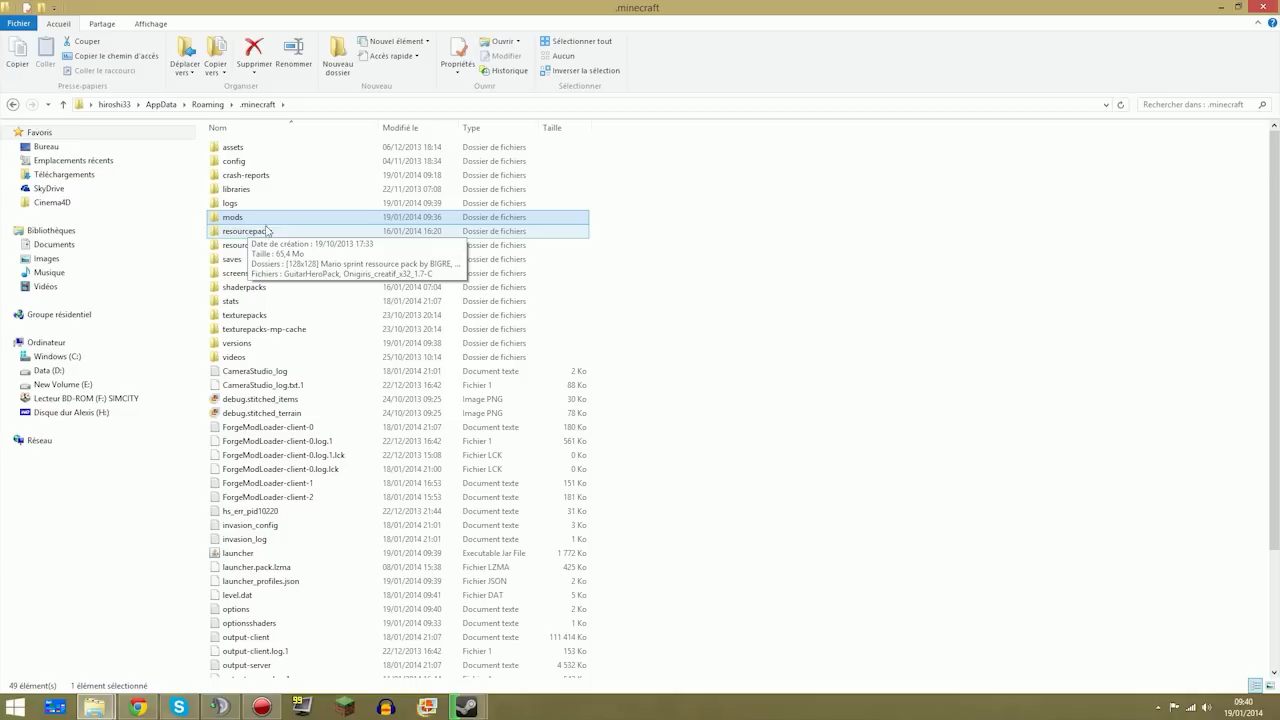 .minecraft
Fichier Accueil Partage Affichage
Copier
Coller
Couper
Copier le chemin d'accès
Coller le raccourci
Presse-papiers
Déplacer vers
Copier vers
Supprimer
Renommer
Organiser
Nouveau dossier
Nouvel élément
Accès rapide
Nouveau
Propriétés
Ouvrir
Modifier
Historique
Ouvrir
Sélectionner tout
Aucun
Inverser la sélection
Sélectionner
hiroshi33 AppData Roaming .minecraft
Rechercher dans : .minecraft
Favoris
Bureau
Emplacements récents
Téléchargements
SkyDrive
Cinema4D
Bibliothèques
Documents
Images
Musique
Vidéos
Groupe résidentiel
Ordinateur
Windows (C:)
Data (D:)
New Volume (E:)
Lecteur BD-ROM (F:) SIMCITY
Disque dur Alexis (H:)
Réseau
Nom Modifié le Type Taille
assets 06/12/2013 18:14 Dossier de fichiers
config 04/11/2013 18:34 Dossier de fichiers
crash-reports 19/01/2014 09:18 Dossier de fichiers
libraries 22/11/2013 07:08 Dossier de fichiers
logs 19/01/2014 09:39 Dossier de fichiers
mods 19/01/2014 09:36 Dossier de fichiers
resourcepacks 16/01/2014 16:20 Dossier de fichiers
Dossier de fichiers
saves Dossier de fichiers
Dossier de fichiers
Date de création : 19/10/2013 17:33
Taille : 65,4 Mo
Dossiers : [128x128] Mario sprint ressource pack by BIGRE, ...
Fichiers : GuitarHeroPack, Onigiris_creatif_x32_1.7-C
shaderpacks 16/01/2014 07:04 Dossier de fichiers
stats 18/01/2014 21:07 Dossier de fichiers
texturepacks 23/10/2013 20:14 Dossier de fichiers
texturepacks-mp-cache 23/10/2013 20:14 Dossier de fichiers
versions 19/01/2014 09:38 Dossier de fichiers
videos 25/10/2013 10:14 Dossier de fichiers
CameraStudio_log 18/01/2014 21:01 Document texte 2 Ko
CameraStudio_log.txt.1 22/12/2013 16:42 Fichier 1 88 Ko
debug.stitched_items 24/10/2013 09:25 Image PNG 30 Ko
debug.stitched_terrain 24/10/2013 09:25 Image PNG 78 Ko
ForgeModLoader-client-0 18/01/2014 21:07 Document texte 180 Ko
ForgeModLoader-client-0.log.1 22/12/2013 16:42 Fichier 1 561 Ko
ForgeModLoader-client-0.log.1.lck 22/12/2013 15:08 Fichier LCK 0 Ko
ForgeModLoader-client-0.log.lck 18/01/2014 21:00 Fichier LCK 0 Ko
ForgeModLoader-client-1 18/01/2014 16:53 Document texte 151 Ko
ForgeModLoader-client-2 18/01/2014 15:53 Document texte 181 Ko
hs_err_pid10220 22/12/2013 21:44 Document texte 31 Ko
invasion_config 18/01/2014 21:01 Document texte 3 Ko
invasion_log 18/01/2014 21:01 Document texte 1 Ko
launcher 19/01/2014 09:39 Executable Jar File 1 772 Ko
launcher.pack.lzma 08/01/2014 15:38 Fichier LZMA 425 Ko
launcher_profiles.json 19/01/2014 09:39 Fichier JSON 2 Ko
level.dat 18/01/2014 09:41 Fichier DAT 5 Ko
options 19/01/2014 09:40 Document texte 2 Ko
optionsshaders 19/01/2014 09:33 Document texte 1 Ko
output-client 18/01/2014 21:07 Document texte 111 414 Ko
output-client.log.1 22/12/2013 16:42 Fichier 1 153 Ko
output-server 18/01/2014 21:07 Document texte 4 532 Ko
49 élément(s) 1 élément sélectionné
99
09:40
19/01/2014